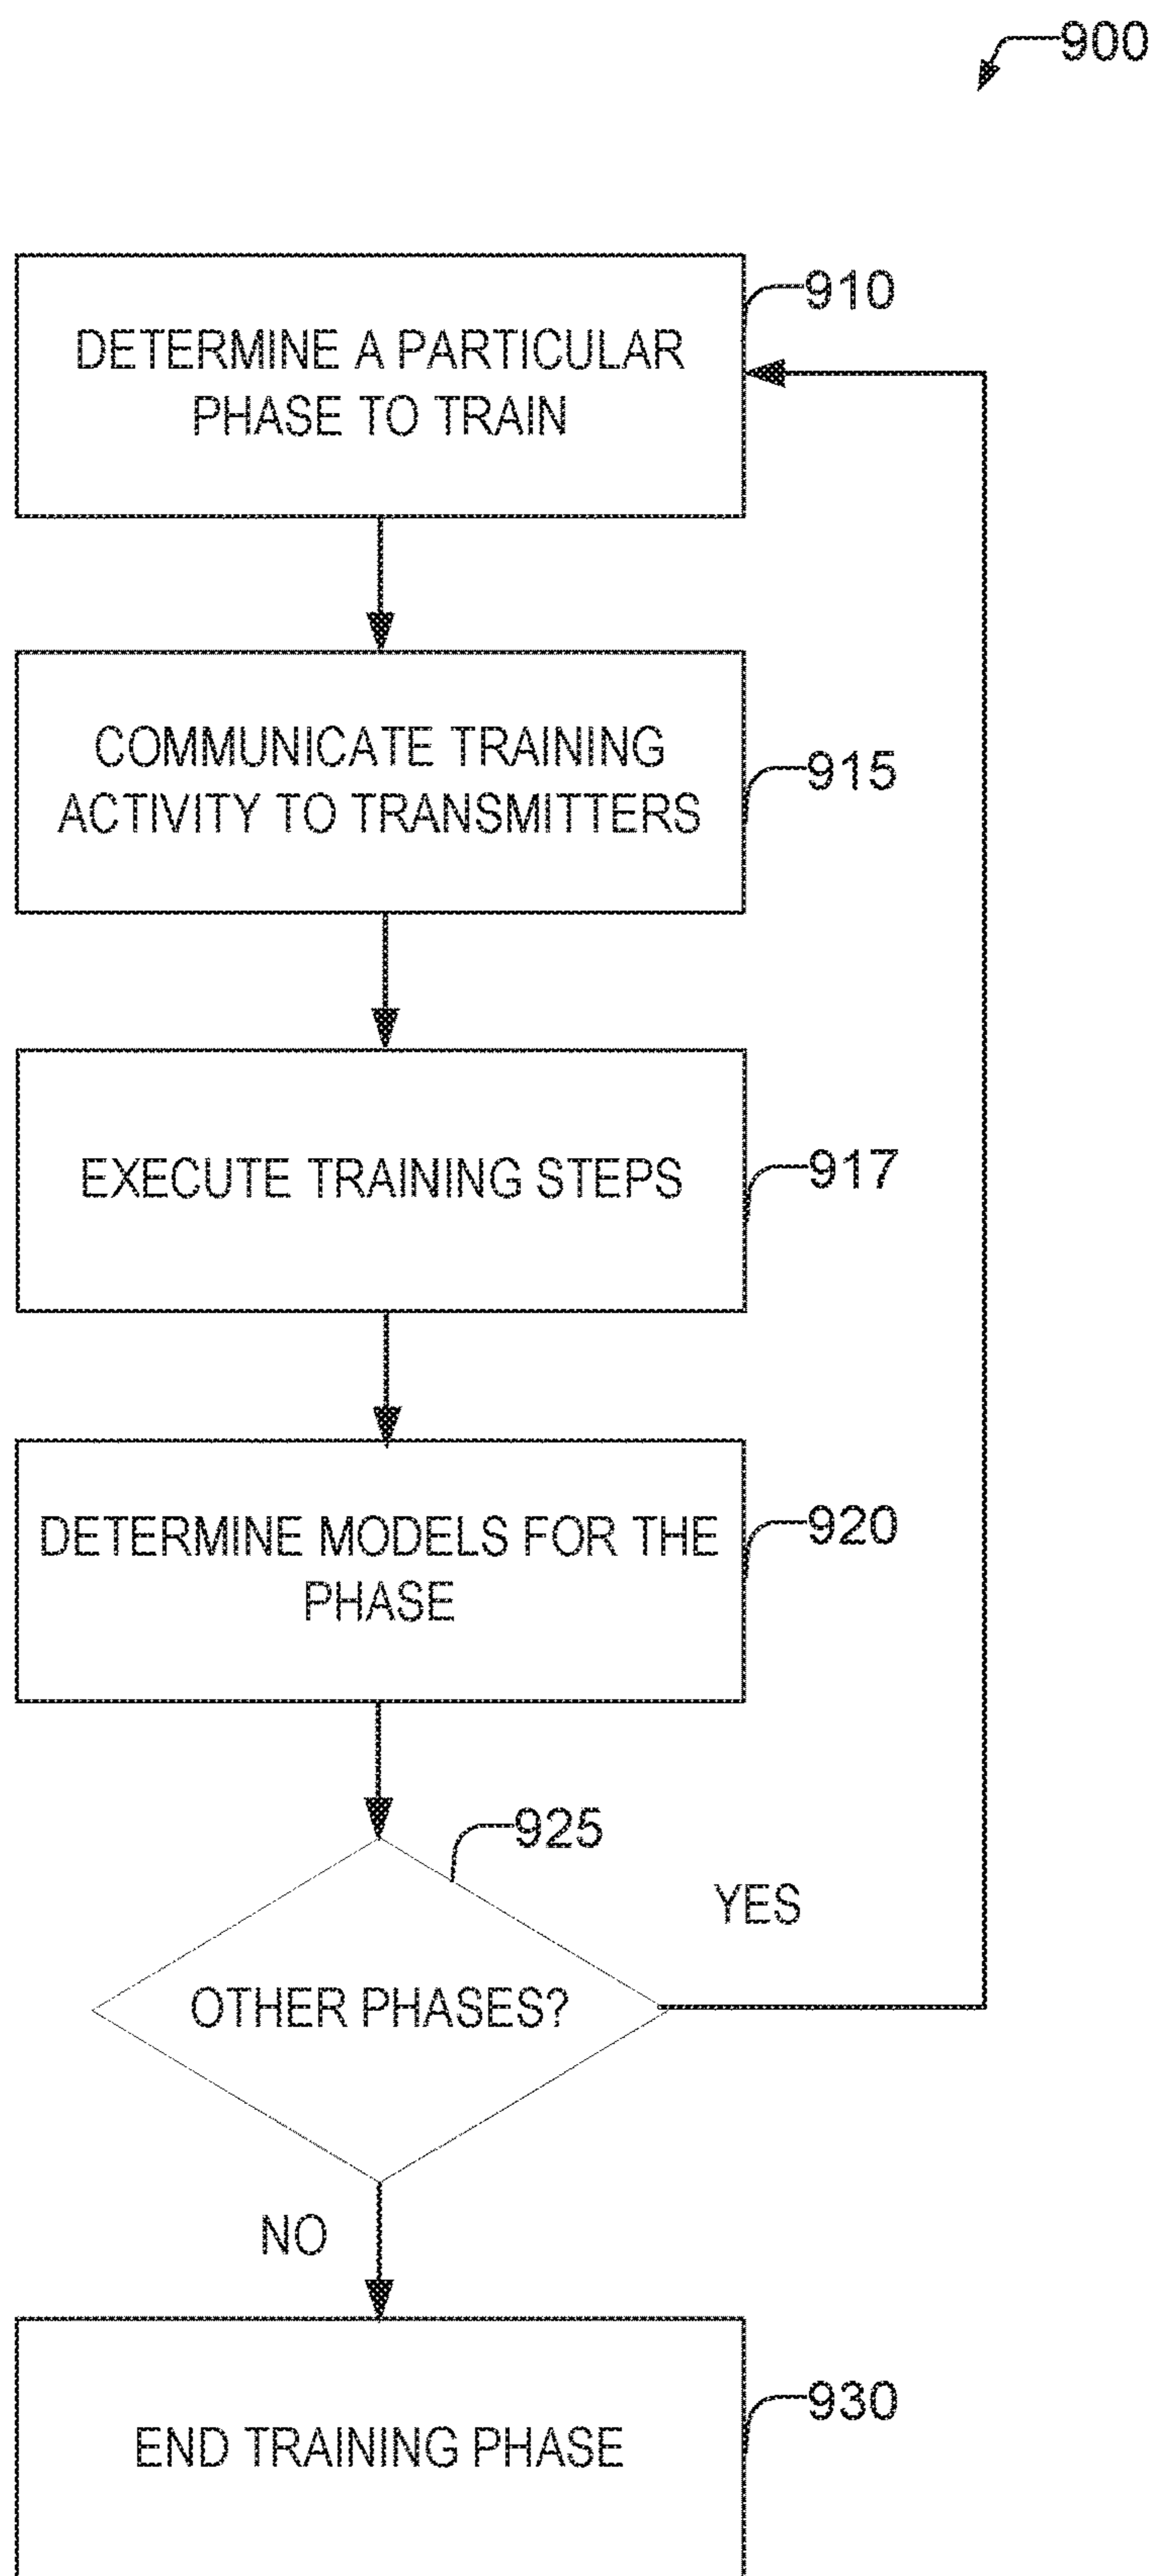 900
DETERMINE A PARTICULAR
PHASE TO TRAIN
910
COMMUNICATE TRAINING
ACTIVITY TO TRANSMITTERS
915
EXECUTE TRAINING STEPS
917
DETERMINE MODELS FOR THE
PHASE
920
925
OTHER PHASES?
YES
NO
END TRAINING PHASE
930